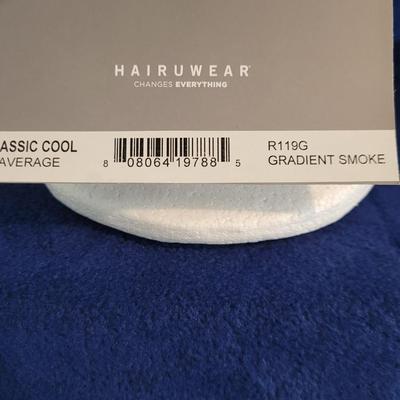 HAIRUWEAR®
CHANGES EVERYTHING
ASSIC COOL
AVERAGE
8 08064 19788 5
R119G
GRADIENT SMOKE